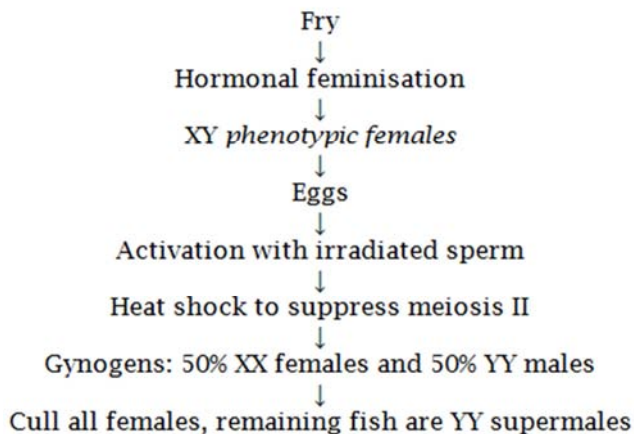 Fry
↓
Hormonal feminisation
↓
XY phenotypic females
↓
Eggs
↓
Activation with irradiated sperm
↓
Heat shock to suppress meiosis II
↓
Gynogens: 50% XX females and 50% YY males
↓
Cull all females, remaining fish are YY supermales